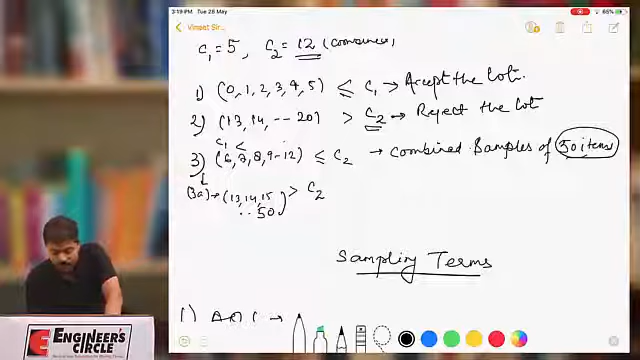 3:19 PM Tue 28 May
65%
Vineet Sir...
C₁ = 5, C₂ = 12 (combined)
1) (0, 1, 2, 3, 4, 5) ≤ C₁ → Accept the lot.
2) (13, 14, -- 20) > C₂ → Reject the lot
C₁ <
3) (6, 7, 8, 9 -- 12) ≤ C₂ → Combined Samples of 50 items
3a) → (13, 14, 15 > C₂
.. 50)
Sampling Terms
1) →
ENGINEER'S
CIRCLE